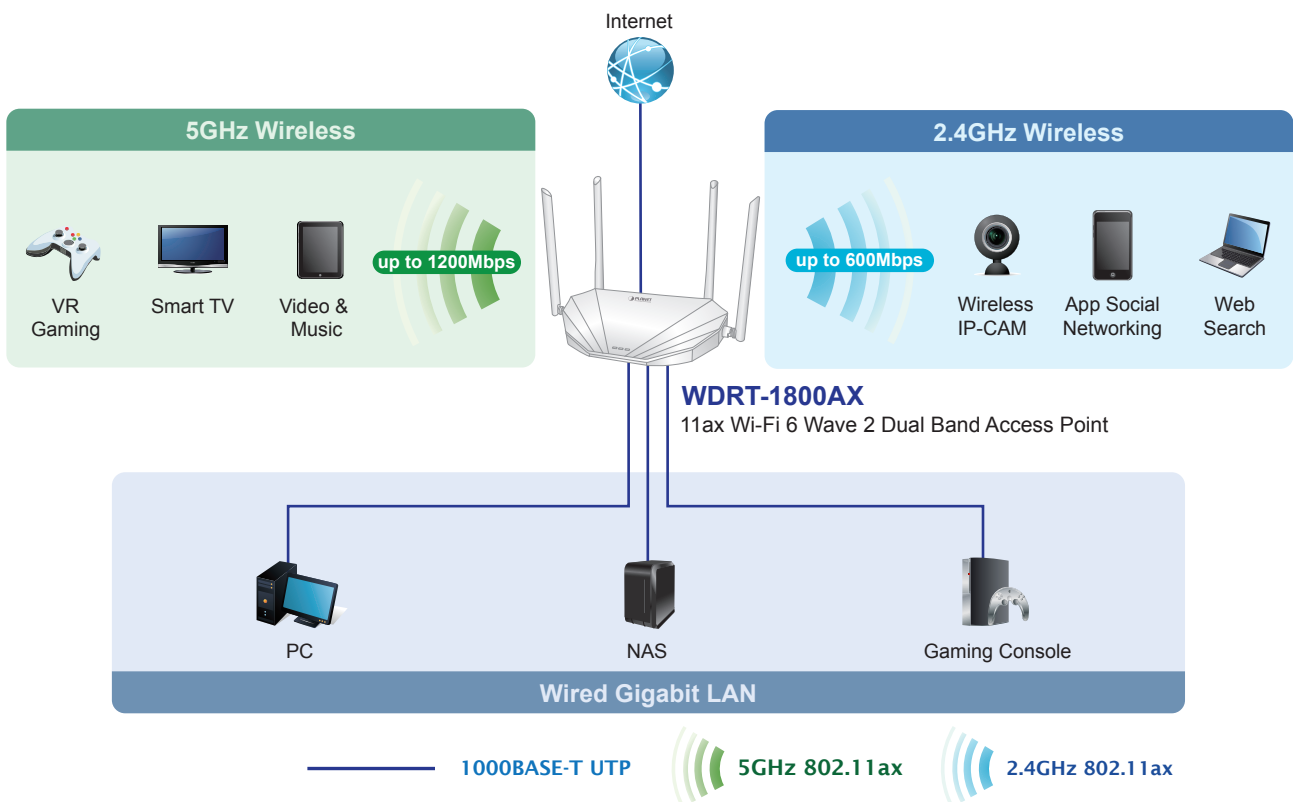 Internet
5GHz Wireless
2.4GHz Wireless
up to 1200Mbps
up to 600Mbps
VR
Gaming
Smart TV
Video &
Music
Wireless
IP-CAM
App Social
Networking
Web
Search
PLANET
WDRT-1800AX
11ax Wi-Fi 6 Wave 2 Dual Band Access Point
PC
NAS
Gaming Console
Wired Gigabit LAN
1000BASE-T UTP
5GHz 802.11ax
2.4GHz 802.11ax